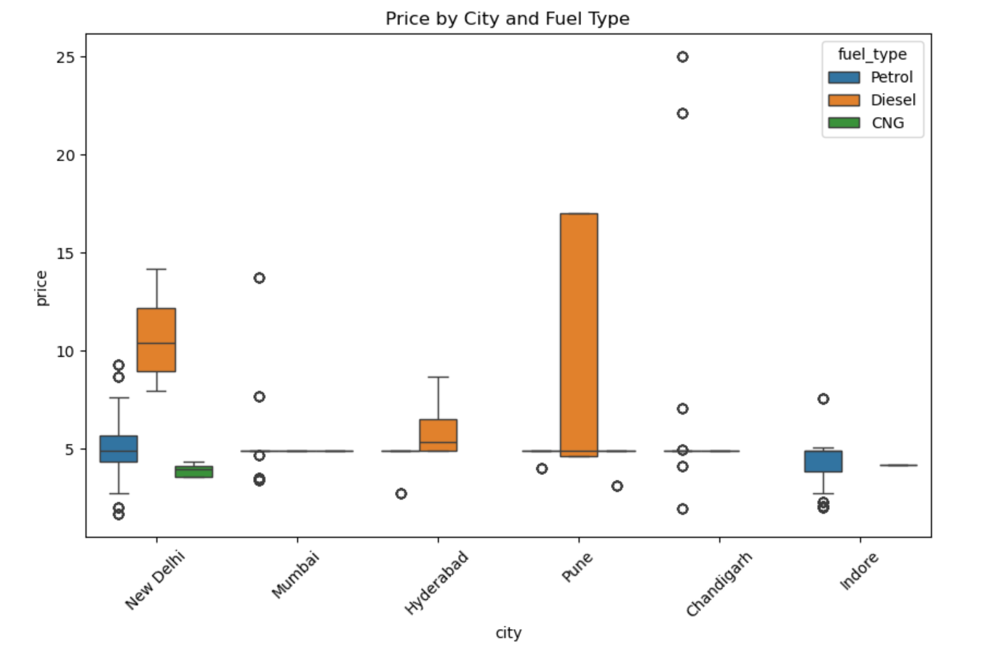 Price by City and Fuel Type
fuel_type
Petrol
Diesel
CNG
price
25
20
15
10
5
New Delhi
Mumbai
Hyderabad
Pune
Chandigarh
Indore
city